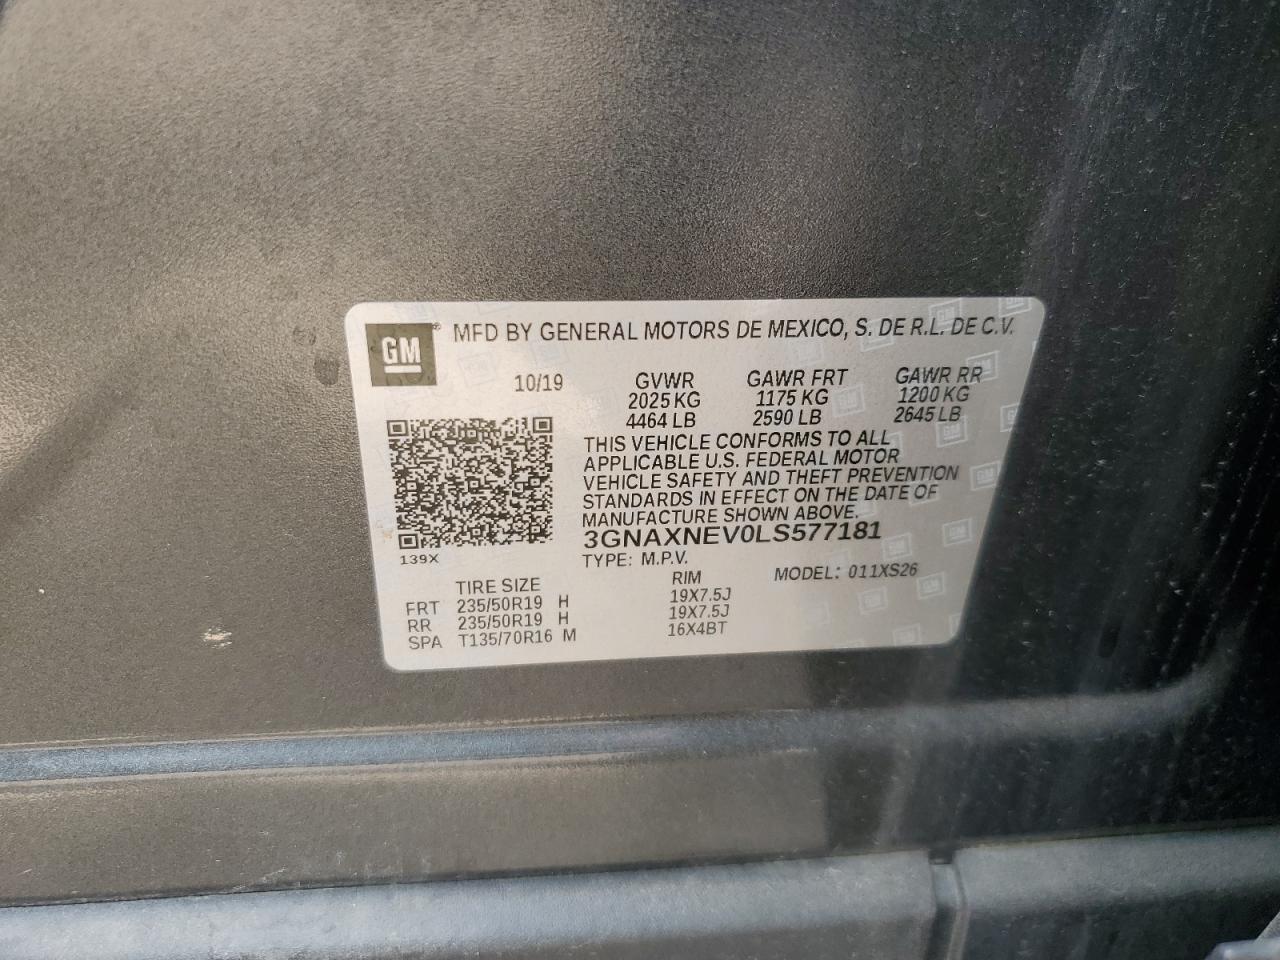 GM ® MFD BY GENERAL MOTORS DE MEXICO, S. DE R.L. DE C.V.
10/19 GVWR GAWR FRT GAWR RR
2025 KG 1175 KG 1200 KG
4464 LB 2590 LB 2645 LB
THIS VEHICLE CONFORMS TO ALL
APPLICABLE U.S. FEDERAL MOTOR
VEHICLE SAFETY AND THEFT PREVENTION
STANDARDS IN EFFECT ON THE DATE OF
MANUFACTURE SHOWN ABOVE.
3GNAXNEV0LS577181
139X TYPE: M.P.V. MODEL: 011XS26
TIRE SIZE RIM
FRT 235/50R19 H 19X7.5J
RR 235/50R19 H 19X7.5J
SPA T135/70R16 M 16X4BT